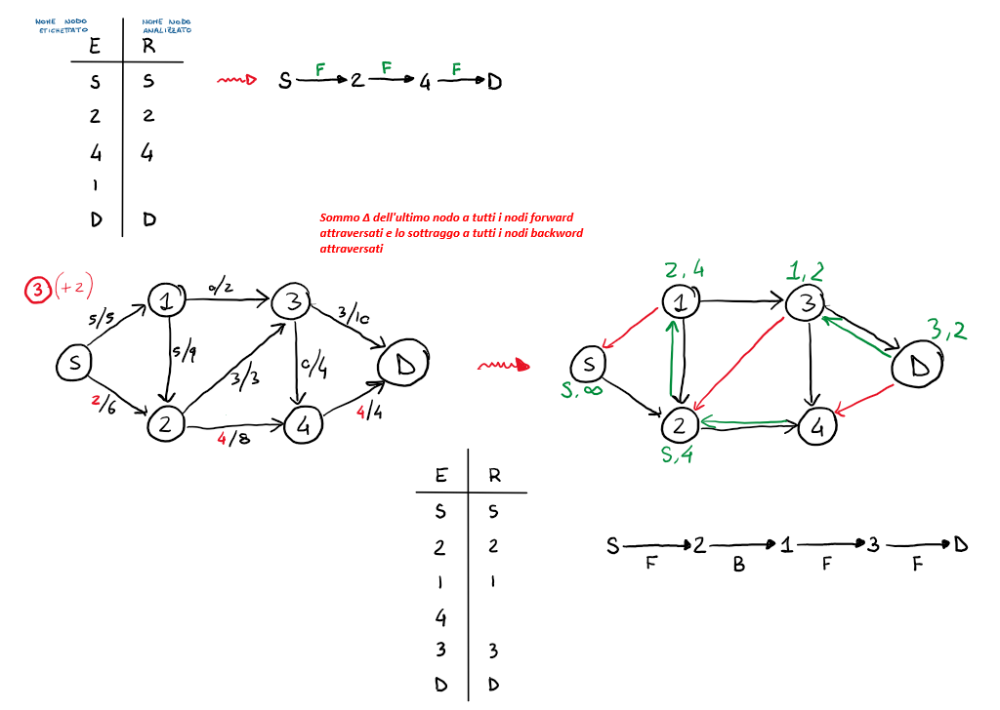 NOME NODO NOME NODO
ETICHETTATO ANALIZZATO
E R
S S
2 2
4 4
1
D D
S F 2 F 4 F D
Sommo Δ dell'ultimo nodo a tutti i nodi forward
attraversati e lo sottraggo a tutti i nodi backword
attraversati
3 (+2)
0/2
5/5
1
3
3/10
S
5/9
3/3
0/4
D
2/6
2
4/8
4
4/4
2,4
1,2
1
3
3,2
S
D
S,∞
2
4
S,4
E R
S S
2 2
1 1
4
3 3
D D
S F 2 B 1 F 3 F D